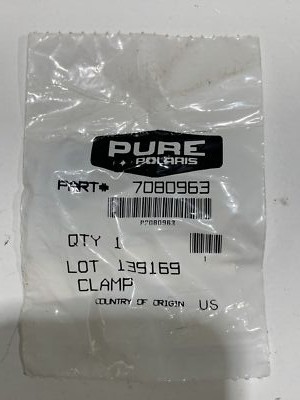 PURE
POLARIS
PART# 7080963
P7080963
QTY 1
1
LOT 139169
CLAMP
COUNTRY OF ORIGIN US